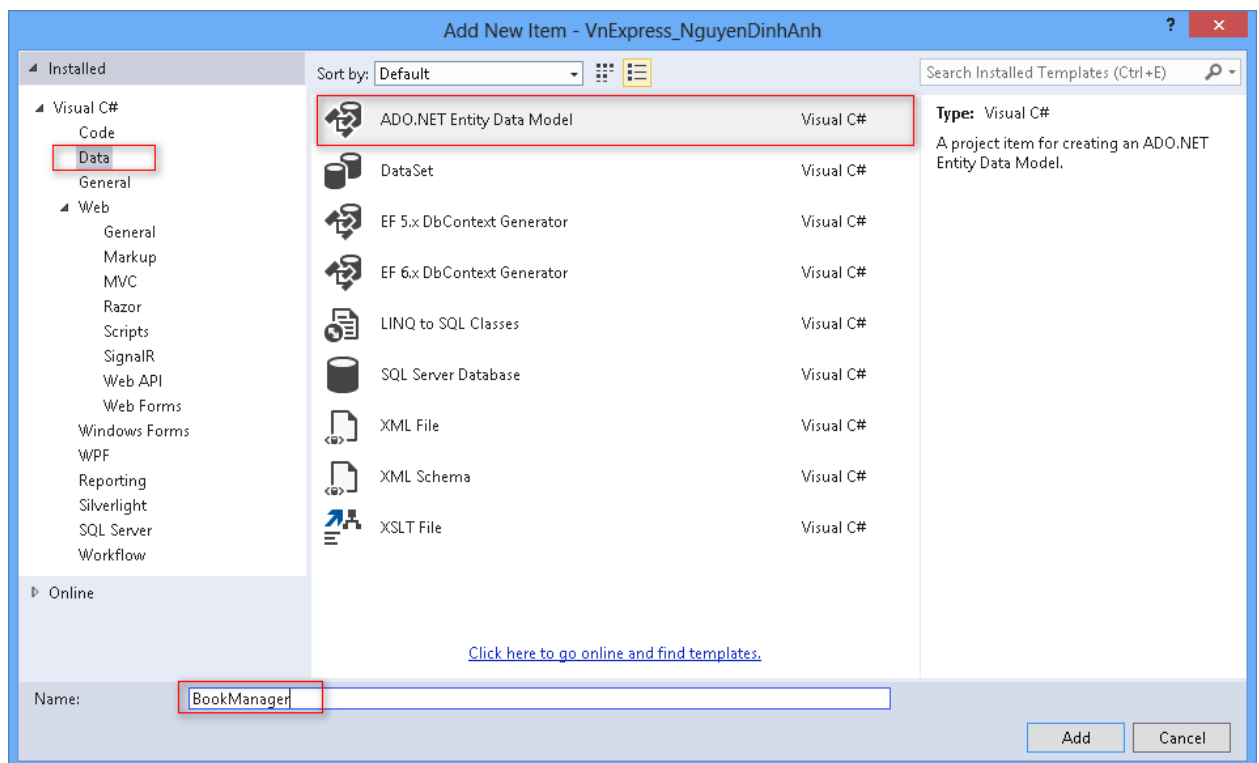 Add New Item - VnExpress_NguyenDinhAnh
?
Installed
Sort by: Default
Search Installed Templates (Ctrl+E)
Visual C#
Code
Data
General
Web
General
Markup
MVC
Razor
Scripts
SignalR
Web API
Web Forms
Windows Forms
WPF
Reporting
Silverlight
SQL Server
Workflow
Online
ADO.NET Entity Data Model Visual C#
DataSet Visual C#
EF 5.x DbContext Generator Visual C#
EF 6.x DbContext Generator Visual C#
LINQ to SQL Classes Visual C#
SQL Server Database Visual C#
XML File Visual C#
XML Schema Visual C#
XSLT File Visual C#
Click here to go online and find templates.
Type: Visual C#
A project item for creating an ADO.NET
Entity Data Model.
Name: BookManager
Add Cancel